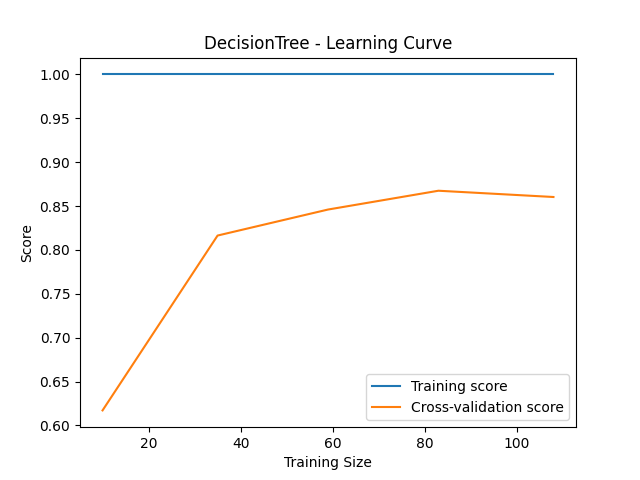 DecisionTree - Learning Curve
1.00
0.95
0.90
0.85
0.80
0.75
0.70
0.65
0.60
Score
Training score
Cross-validation score
20
40
60
80
100
Training Size